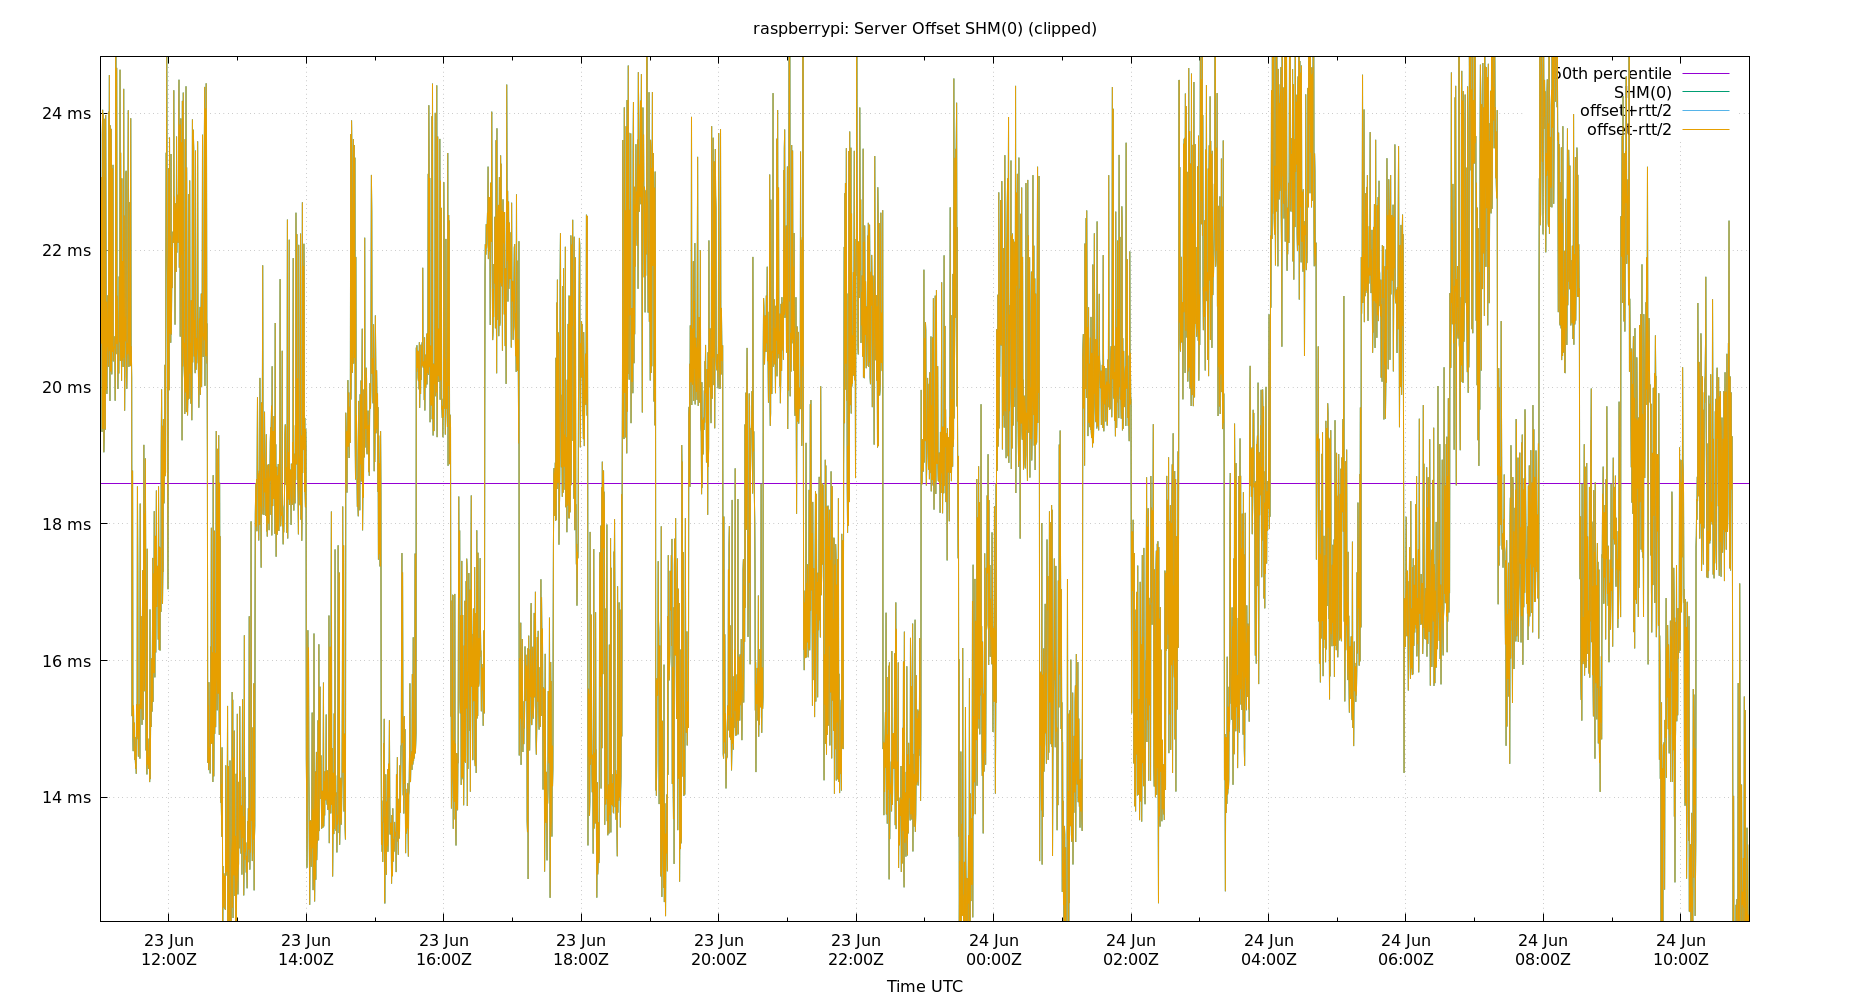 raspberrypi: Server Offset SHM(0) (clipped)
50th percentile
SHM(0)
offset+rtt/2
offset-rtt/2
24 ms
22 ms
20 ms
18 ms
16 ms
14 ms
23 Jun 23 Jun 23 Jun 23 Jun 23 Jun 23 Jun 24 Jun 24 Jun 24 Jun 24 Jun 24 Jun 24 Jun
12:00Z 14:00Z 16:00Z 18:00Z 20:00Z 22:00Z 00:00Z 02:00Z 04:00Z 06:00Z 08:00Z 10:00Z
Time UTC